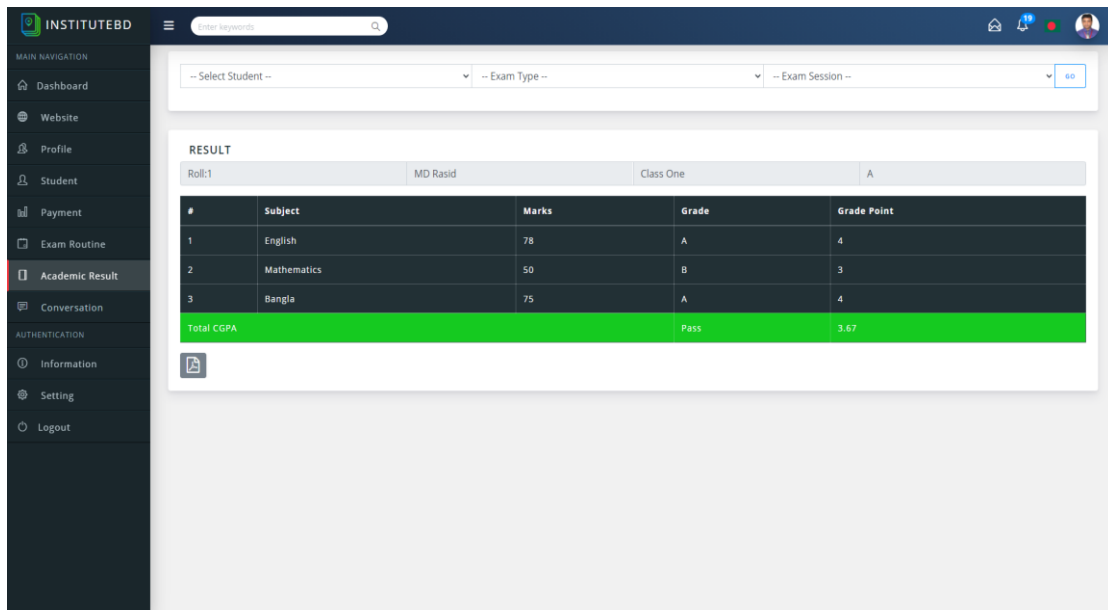 INSTITUTEBD
Enter keywords
19
MAIN NAVIGATION
Dashboard
Website
Profile
Student
Payment
Exam Routine
Academic Result
Conversation
AUTHENTICATION
Information
Setting
Logout
-- Select Student -- -- Exam Type -- -- Exam Session -- GO
RESULT
Roll:1 MD Rasid Class One A
# Subject Marks Grade Grade Point
1 English 78 A 4
2 Mathematics 50 B 3
3 Bangla 75 A 4
Total CGPA Pass 3.67